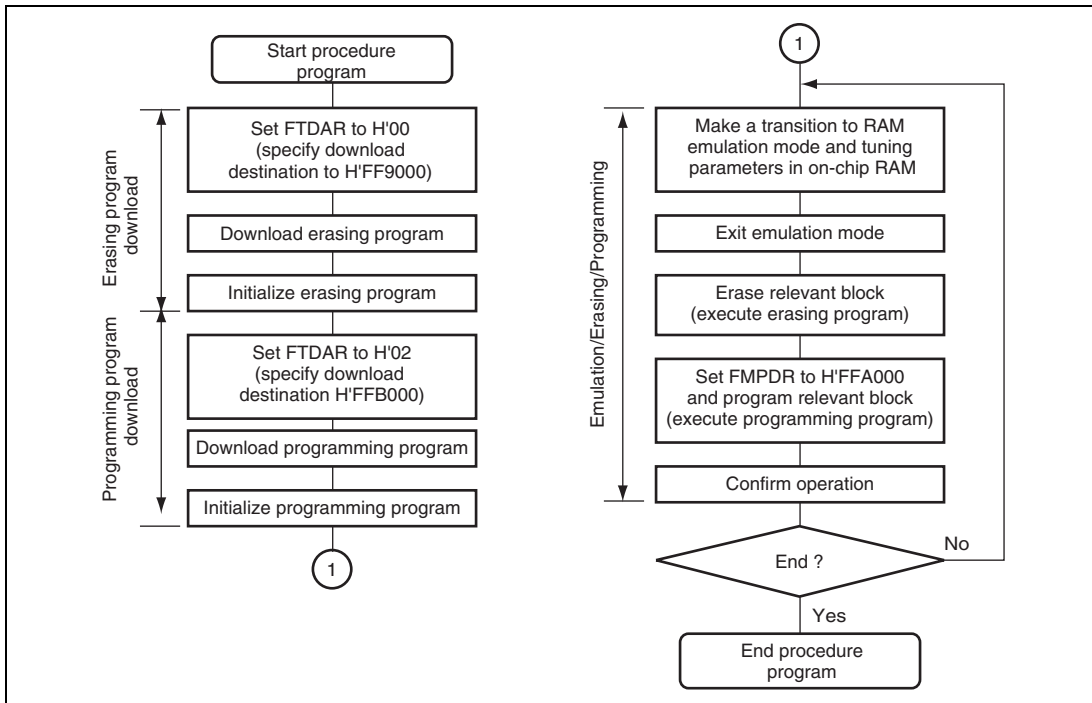 Start procedure
program
Erasing program
download
Set FTDAR to H'00
(specify download
destination to H'FF9000)
Download erasing program
Initialize erasing program
Programming program
download
Set FTDAR to H'02
(specify download
destination H'FFB000)
Download programming program
Initialize programming program
1
1
Emulation/Erasing/Programming
Make a transition to RAM
emulation mode and tuning
parameters in on-chip RAM
Exit emulation mode
Erase relevant block
(execute erasing program)
Set FMPDR to H'FFA000
and program relevant block
(execute programming program)
Confirm operation
End ?
No
Yes
End procedure
program